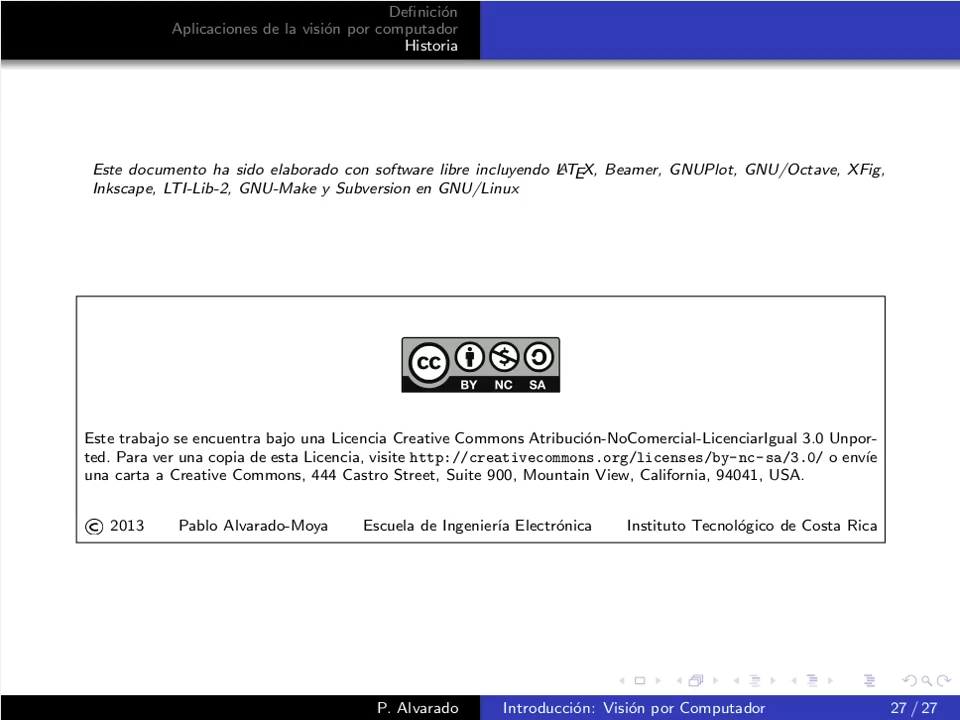 Definición
Aplicaciones de la visión por computador
Historia
Este documento ha sido elaborado con software libre incluyendo LATEX, Beamer, GNUPlot, GNU/Octave, XFig,
Inkscape, LTI-Lib-2, GNU-Make y Subversion en GNU/Linux
cc
BY NC SA
Este trabajo se encuentra bajo una Licencia Creative Commons Atribución-NoComercial-LicenciarIgual 3.0 Unpor-
ted. Para ver una copia de esta Licencia, visite http://creativecommons.org/licenses/by-nc-sa/3.0/ o envíe
una carta a Creative Commons, 444 Castro Street, Suite 900, Mountain View, California, 94041, USA.
© 2013 Pablo Alvarado-Moya Escuela de Ingeniería Electrónica Instituto Tecnológico de Costa Rica
P. Alvarado Introducción: Visión por Computador 27 / 27